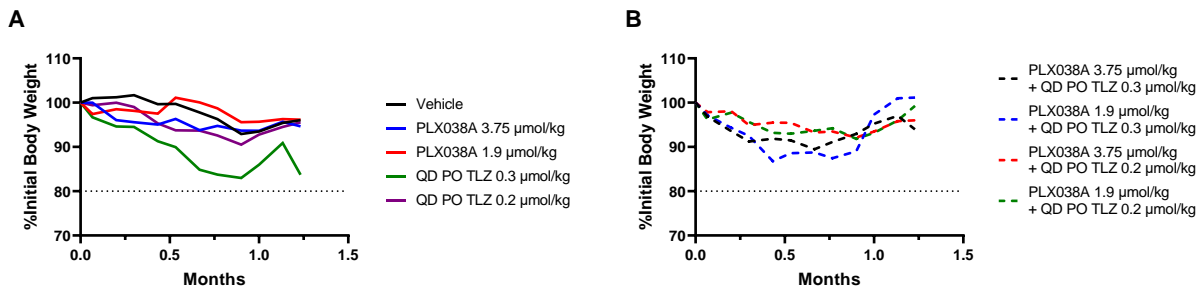 A
%Initial Body Weight
110
100
90
80
70
0.0
0.5
1.0
1.5
Months
Vehicle
PLX038A 3.75 µmol/kg
PLX038A 1.9 µmol/kg
QD PO TLZ 0.3 µmol/kg
QD PO TLZ 0.2 µmol/kg
B
%Initial Body Weight
110
100
90
80
70
0.0
0.5
1.0
1.5
Months
PLX038A 3.75 µmol/kg
+ QD PO TLZ 0.3 µmol/kg
PLX038A 1.9 µmol/kg
+ QD PO TLZ 0.3 µmol/kg
PLX038A 3.75 µmol/kg
+ QD PO TLZ 0.2 µmol/kg
PLX038A 1.9 µmol/kg
+ QD PO TLZ 0.2 µmol/kg